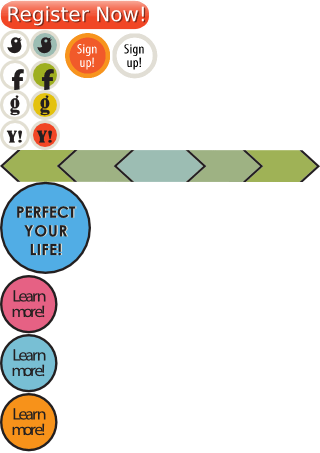 Register Now!
Sign
up!
Sign
up!
f
f
g
g
Y!
Y!
PERFECT
YOUR
LIFE!
Learn
more!
Learn
more!
Learn
more!